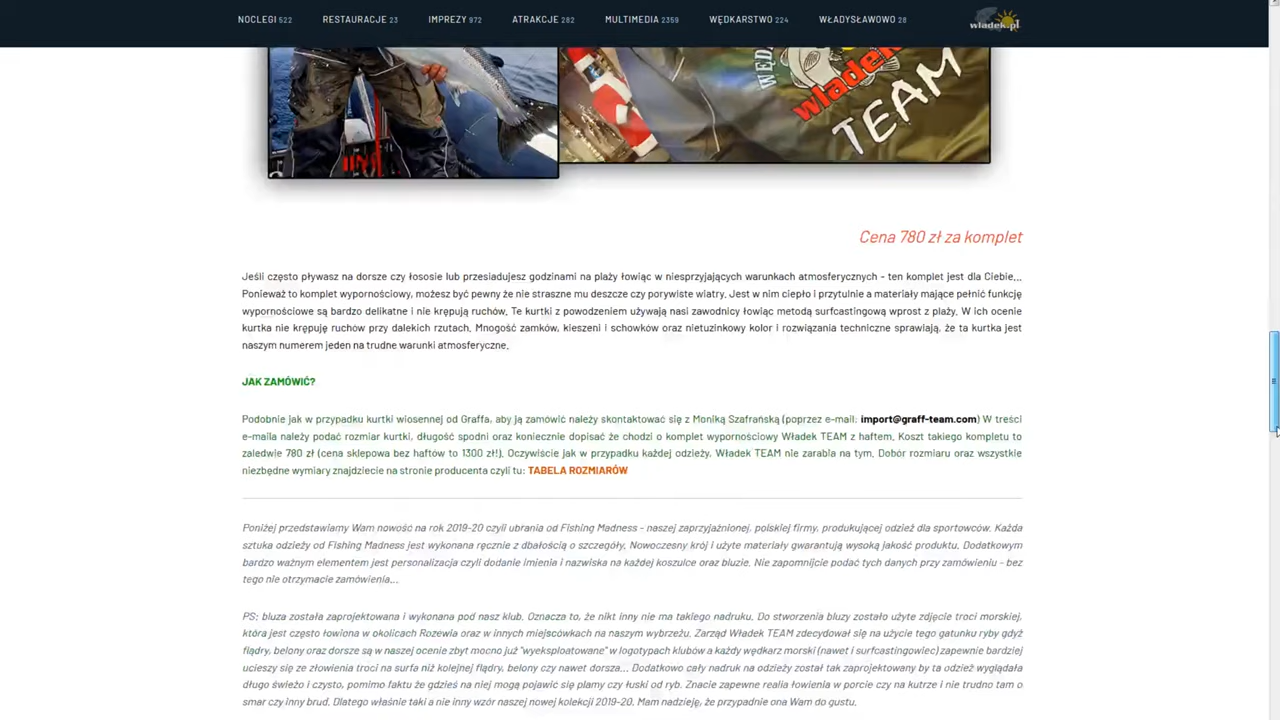 NOCLEGI 522 RESTAURACJE 23 IMPREZY 972 ATRAKCJE 282 MULTIMEDIA 2359 WĘDKARSTWO 224 WŁADYSŁAWOWO 28 władek.pl
władek
TEAM
Cena 780 zł za komplet
Jeśli często pływasz na dorsze czy łososie lub przesiadujesz godzinami na plaży łowiąc w niesprzyjających warunkach atmosferycznych - ten komplet jest dla Ciebie...
Ponieważ to komplet wypornościowy, możesz być pewny że nie straszne mu deszcze czy porywiste wiatry. Jest w nim ciepło i przytulnie a materiały mające pełnić funkcję
wypornościowe są bardzo delikatne i nie krępują ruchów. Te kurtki z powodzeniem używają nasi zawodnicy łowiąc metodą surfcastingową wprost z plaży. W ich ocenie
kurtka nie krępuje ruchów przy dalekich rzutach. Mnogość zamków, kieszeni i schowków oraz nietuzinkowy kolor i rozwiązania techniczne sprawiają, że ta kurtka jest
naszym numerem jeden na trudne warunki atmosferyczne.
JAK ZAMÓWIĆ?
Podobnie jak w przypadku kurtki wiosennej od Graffa, aby ją zamówić należy skontaktować się z Moniką Szafrańską (poprzez e-mail: import@graff-team.com) W treści
e-maila należy podać rozmiar kurtki, długość spodni oraz koniecznie dopisać że chodzi o komplet wypornościowy Władek TEAM z haftem. Koszt takiego kompletu to
zaledwie 780 zł (cena sklepowa bez haftów to 1300 zł!). Oczywiście jak w przypadku każdej odzieży, Władek TEAM nie zarabia na tym. Dobór rozmiaru oraz wszystkie
niezbędne wymiary znajdziecie na stronie producenta czyli tu: TABELA ROZMIARÓW
Poniżej przedstawiamy Wam nowość na rok 2019-20 czyli ubrania od Fishing Madness - naszej zaprzyjaźnionej, polskiej firmy, produkującej odzież dla sportowców. Każda
sztuka odzieży od Fishing Madness jest wykonana ręcznie z dbałością o szczegóły, Nowoczesny krój i użyte materiały gwarantują wysoką jakość produktu. Dodatkowym
bardzo ważnym elementem jest personalizacja czyli dodanie imienia i nazwiska na każdej koszulce oraz bluzie. Nie zapomnijcie podać tych danych przy zamówieniu - bez
tego nie otrzymacie zamówienia...
PS; bluza została zaprojektowana i wykonana pod nasz klub. Oznacza to, że nikt inny nie ma takiego nadruku. Do stworzenia bluzy zostało użyte zdjęcie troci morskiej,
która jest często łowiona w okolicach Rozewia oraz w innych miejscówkach na naszym wybrzeżu. Zarząd Władek TEAM zdecydował się na użycie tego gatunku ryby gdyż
flądry, belony oraz dorsze są w naszej ocenie zbyt mocno już "wyeksploatowane" w logotypach klubów a każdy wędkarz morski (nawet i surfcastingowiec) zapewne bardziej
ucieszy się ze złowienia troci na surfa niż kolejnej flądry, belony czy nawet dorsza... Dodatkowo cały nadruk na odzieży został tak zaprojektowany by ta odzież wyglądała
długo świeżo i czysto, pomimo faktu że gdzieś na niej mogą pojawić się plamy czy łuski od ryb. Znacie zapewne realia łowienia w porcie czy na kutrze i nie trudno tam o
smar czy inny brud. Dlatego właśnie taki a nie inny wzór naszej nowej kolekcji 2019-20. Mam nadzieję, że przypadnie ona Wam do gustu.